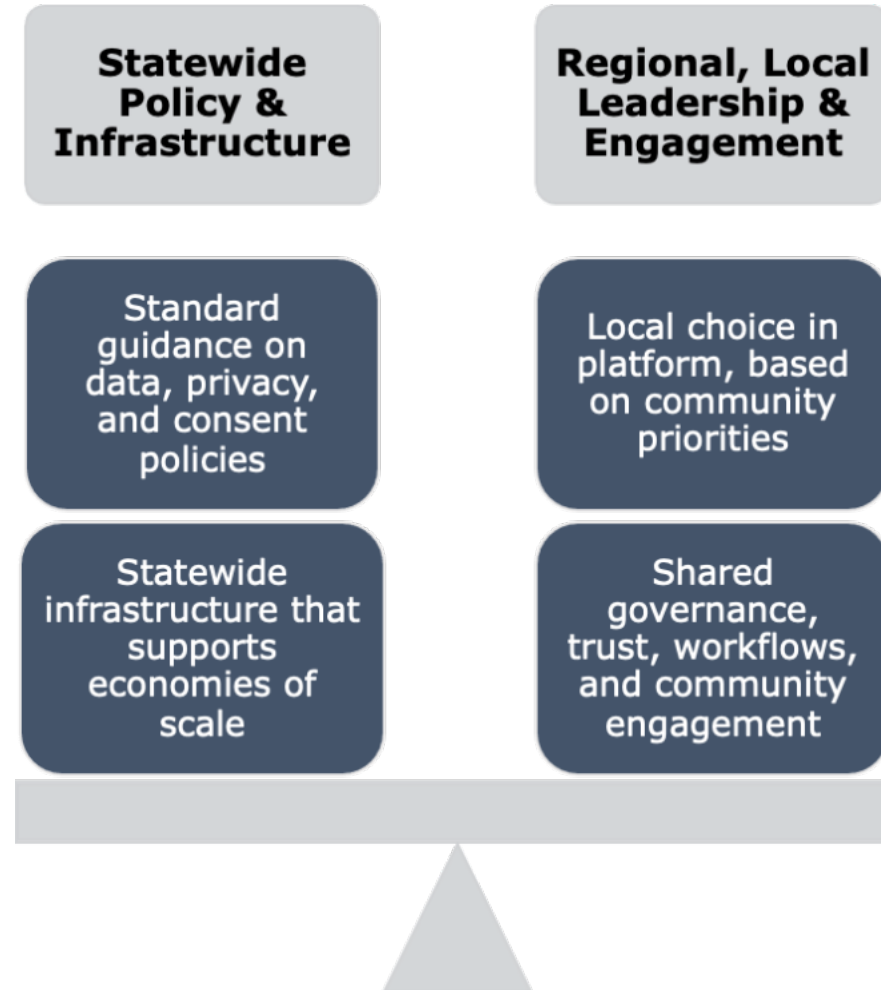 Statewide
Policy &
Infrastructure
Regional, Local
Leadership &
Engagement
Standard
guidance on
data, privacy,
and consent
policies
Local choice in
platform, based
on community
priorities
Statewide
infrastructure that
supports
economies of
scale
Shared
governance,
trust, workflows,
and community
engagement